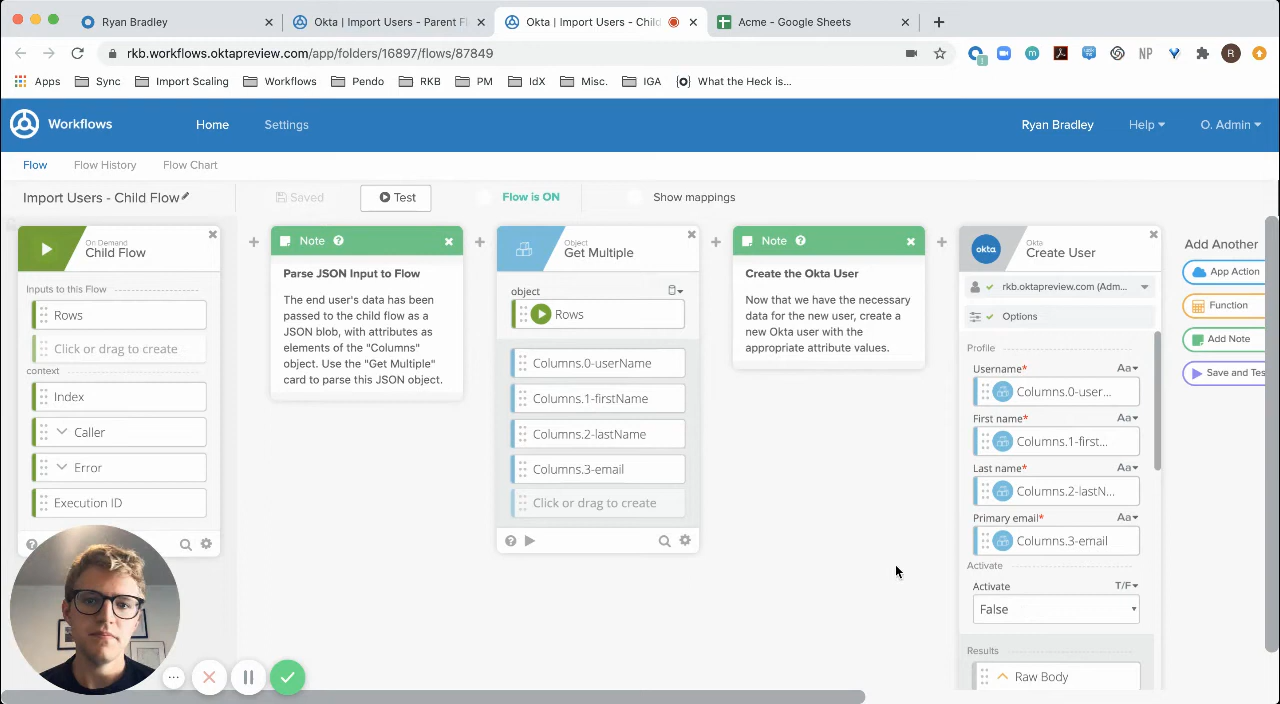 Ryan Bradley
Okta | Import Users - Parent Fl
Okta | Import Users - Child
Acme - Google Sheets
rkb.workflows.oktapreview.com/app/folders/16897/flows/87849
NP
R
Apps
Sync
Import Scaling
Workflows
Pendo
RKB
PM
IdX
Misc.
IGA
What the Heck is...
Workflows
Home
Settings
Ryan Bradley
Help
O. Admin
Flow
Flow History
Flow Chart
Import Users - Child Flow
Saved
Test
Flow is ON
Show mappings
On Demand
Child Flow
Inputs to this Flow
Rows
Click or drag to create
context
Index
Caller
Error
Execution ID
Note
Parse JSON Input to Flow
The end user's data has been
passed to the child flow as a
JSON blob, with attributes as
elements of the "Columns"
object. Use the "Get Multiple"
card to parse this JSON object.
Object
Get Multiple
object
Rows
Columns.0-userName
Columns.1-firstName
Columns.2-lastName
Columns.3-email
Click or drag to create
Note
Create the Okta User
Now that we have the necessary
data for the new user, create a
new Okta user with the
appropriate attribute values.
okta
Okta
Create User
rkb.oktapreview.com (Adm...
Options
Profile
Username*
Aa
Columns.0-user...
First name*
Aa
Columns.1-first...
Last name*
Aa
Columns.2-lastN...
Primary email*
Aa
Columns.3-email
Activate
Activate
T/F
False
Results
Raw Body
Add Another
App Action
Function
Add Note
Save and Tes